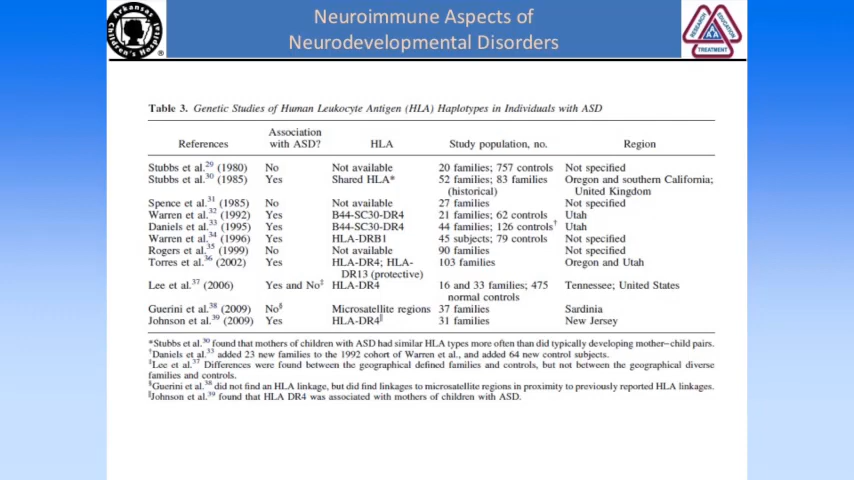 Neuroimmune Aspects of
Neurodevelopmental Disorders
Arkansas
Children's Hospital
®
RESEARCH
EDUCATION
TREATMENT
Table 3. Genetic Studies of Human Leukocyte Antigen (HLA) Haplotypes in Individuals with ASD
Association
References with ASD? HLA Study population, no. Region
Stubbs et al.29 (1980) No Not available 20 families; 757 controls Not specified
Stubbs et al.30 (1985) Yes Shared HLA* 52 families; 83 families Oregon and southern California;
(historical) United Kingdom
Spence et al.31 (1985) No Not available 27 families Not specified
Warren et al.32 (1992) Yes B44-SC30-DR4 21 families; 62 controls Utah
Daniels et al.33 (1995) Yes B44-SC30-DR4 44 families; 126 controls† Utah
Warren et al.34 (1996) Yes HLA-DRB1 45 subjects; 79 controls Not specified
Rogers et al.35 (1999) No Not available 90 families Not specified
Torres et al.36 (2002) Yes HLA-DR4; HLA- 103 families Oregon and Utah
DR13 (protective)
Lee et al.37 (2006) Yes and No‡ HLA-DR4 16 and 33 families; 475 Tennessee; United States
normal controls
Guerini et al.38 (2009) No§ Microsatellite regions 37 families Sardinia
Johnson et al.39 (2009) Yes HLA-DR4‖ 31 families New Jersey
*Stubbs et al.30 found that mothers of children with ASD had similar HLA types more often than did typically developing mother–child pairs.
†Daniels et al.33 added 23 new families to the 1992 cohort of Warren et al., and added 64 new control subjects.
‡Lee et al.37 Differences were found between the geographical defined families and controls, but not between the geographical diverse
families and controls.
§Guerini et al.38 did not find an HLA linkage, but did find linkages to microsatellite regions in proximity to previously reported HLA linkages.
‖Johnson et al.39 found that HLA DR4 was associated with mothers of children with ASD.